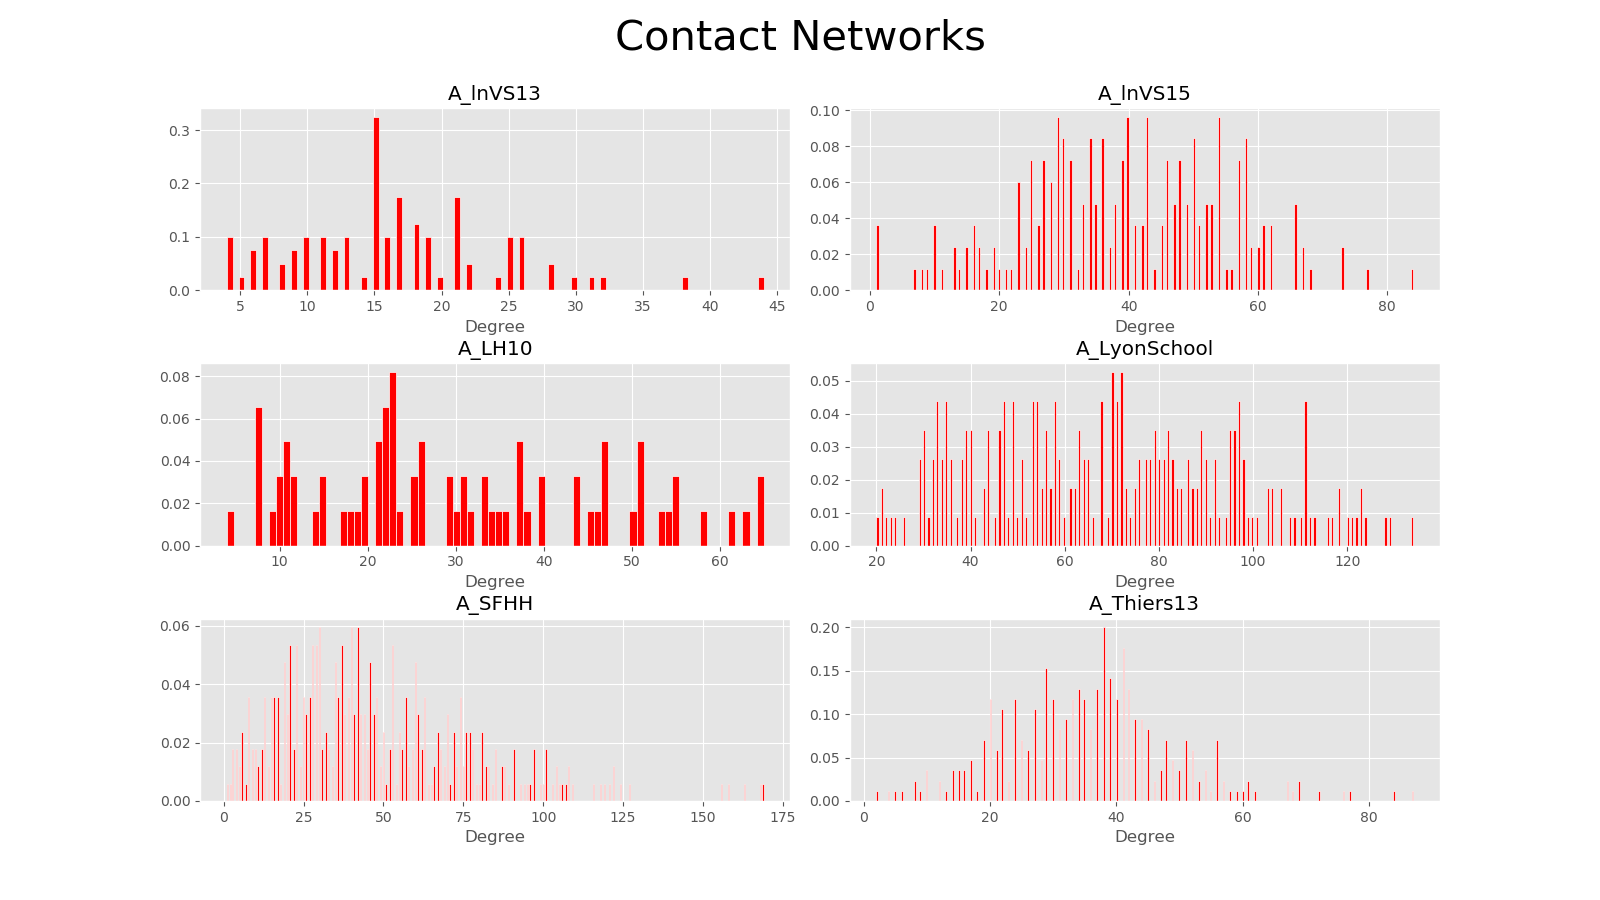 Contact Networks
A_lnVS13
0.3
0.2
0.1
0.0
5 10 15 20 25 30 35 40 45
Degree
A_lnVS15
0.10
0.08
0.06
0.04
0.02
0.00
0 20 40 60 80
Degree
A_LH10
0.08
0.06
0.04
0.02
0.00
10 20 30 40 50 60
Degree
A_LyonSchool
0.05
0.04
0.03
0.02
0.01
0.00
20 40 60 80 100 120
Degree
A_SFHH
0.06
0.04
0.02
0.00
0 25 50 75 100 125 150 175
Degree
A_Thiers13
0.20
0.15
0.10
0.05
0.00
0 20 40 60 80
Degree